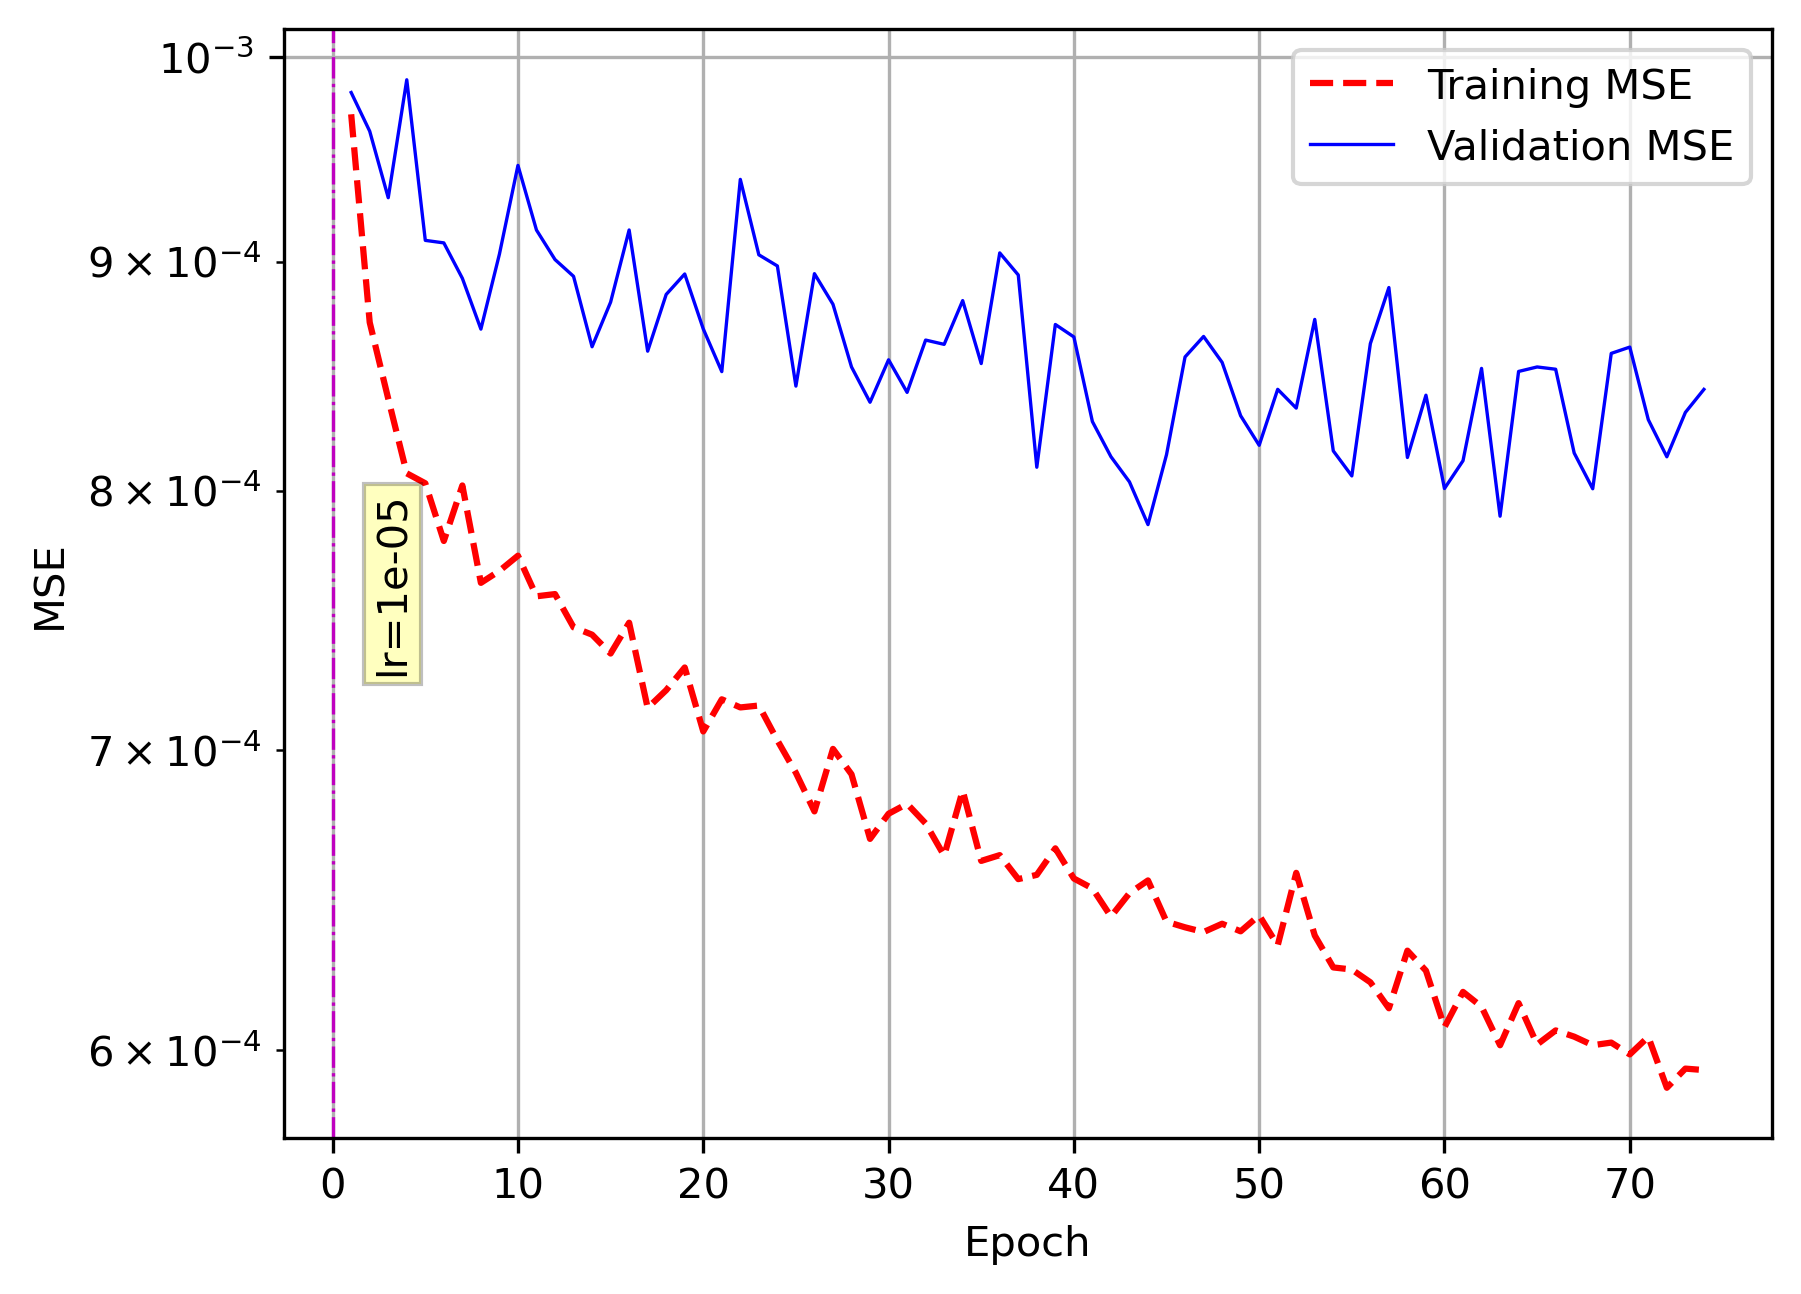 Training MSE
Validation MSE
10⁻³
9×10⁻⁴
8×10⁻⁴
7×10⁻⁴
6×10⁻⁴
MSE
lr=1e-05
0 10 20 30 40 50 60 70
Epoch